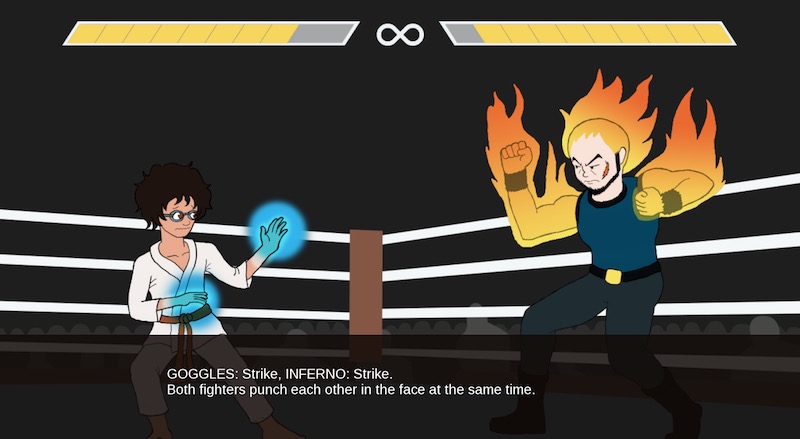 GOGGLES: Strike, INFERNO: Strike.
Both fighters punch each other in the face at the same time.